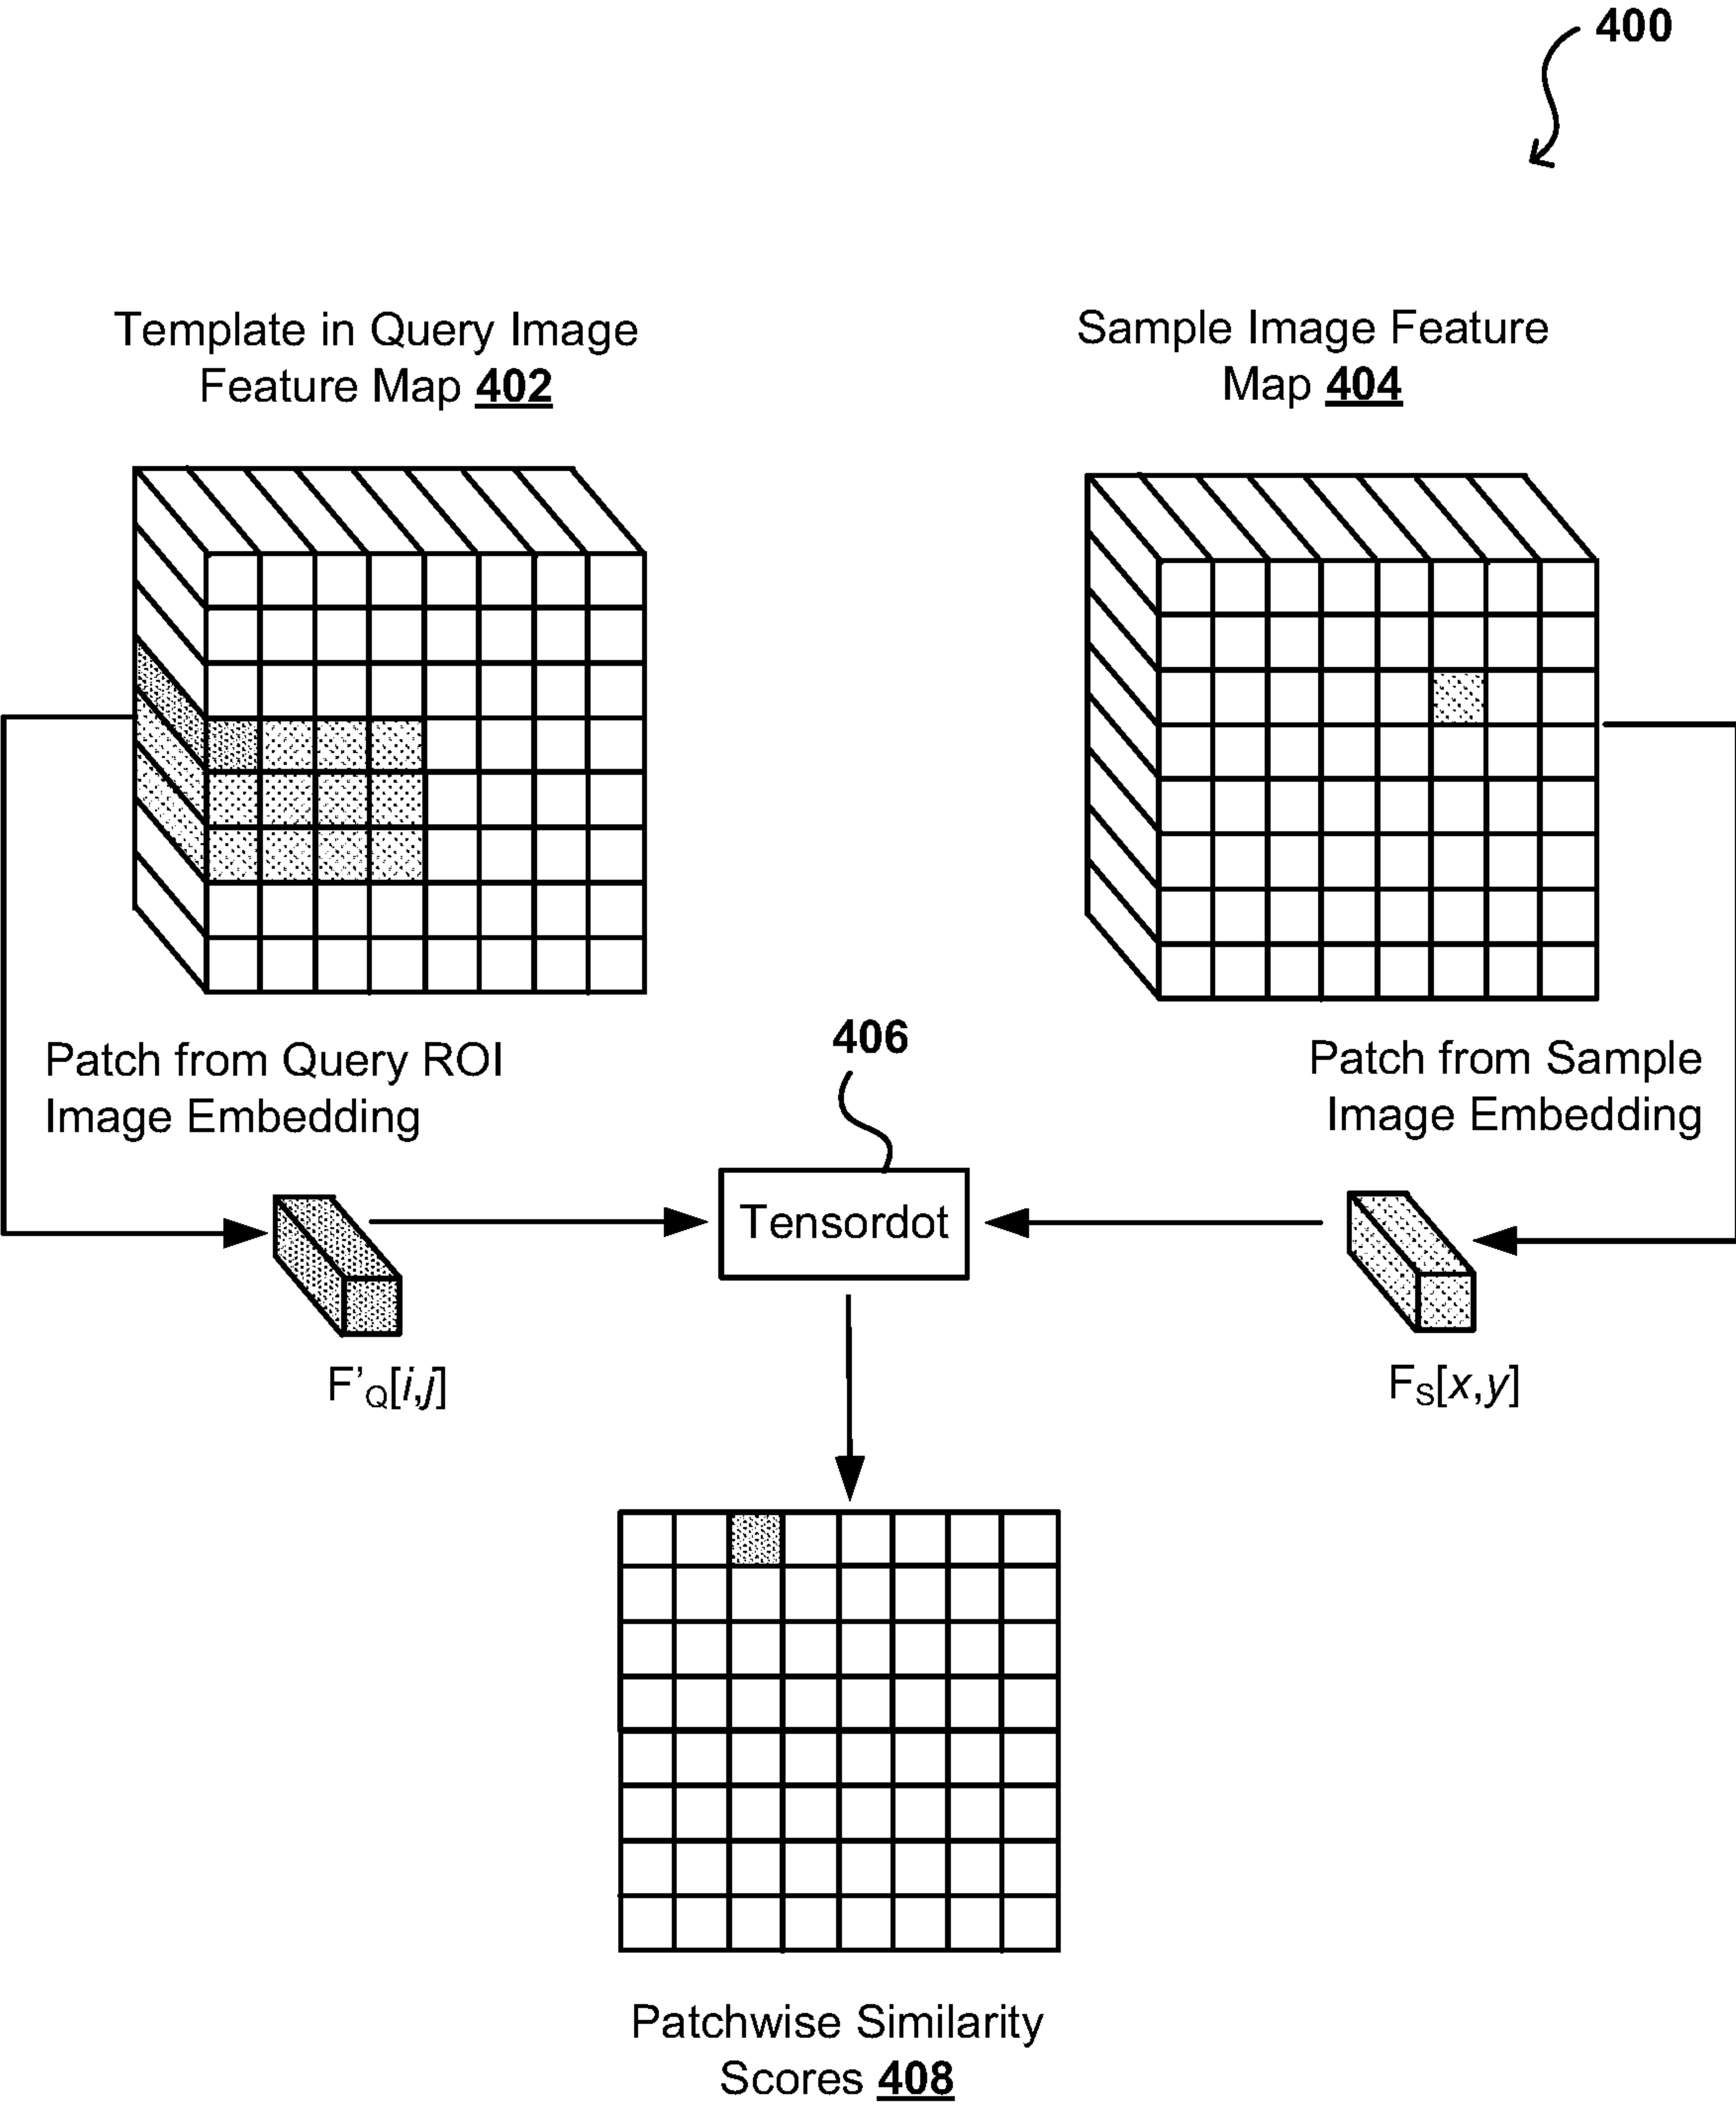 400
Template in Query Image
Feature Map 402
Sample Image Feature
Map 404
Patch from Query ROI
Image Embedding
406
Patch from Sample
Image Embedding
Tensordot
F’Q[i,j]
FS[x,y]
Patchwise Similarity
Scores 408